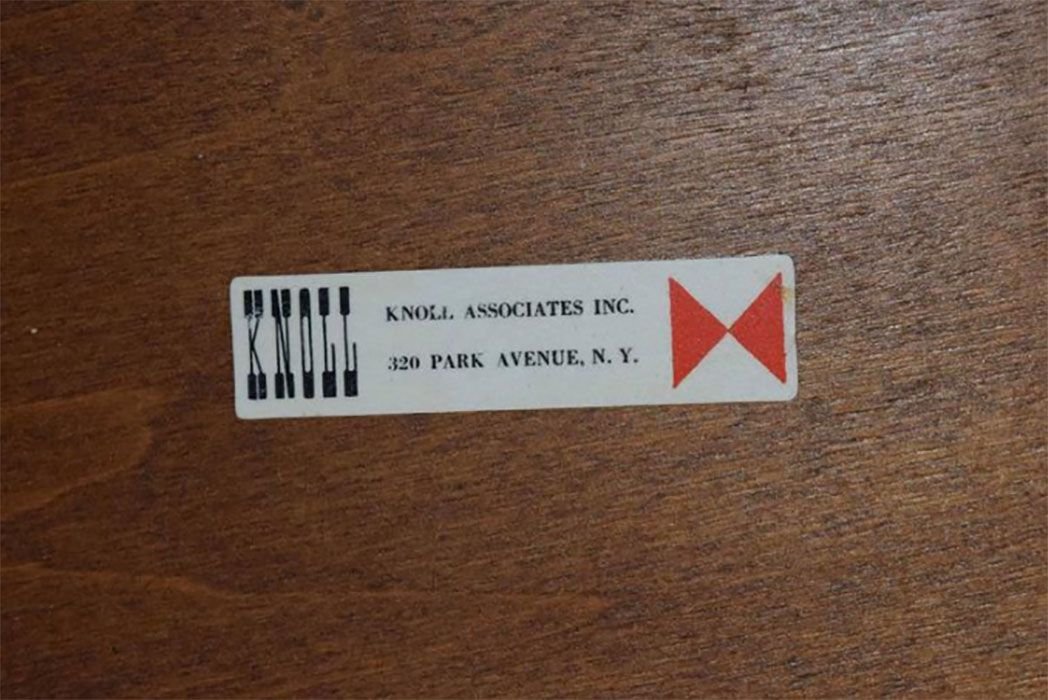 KNOLL
KNOLL ASSOCIATES INC.
320 PARK AVENUE, N. Y.